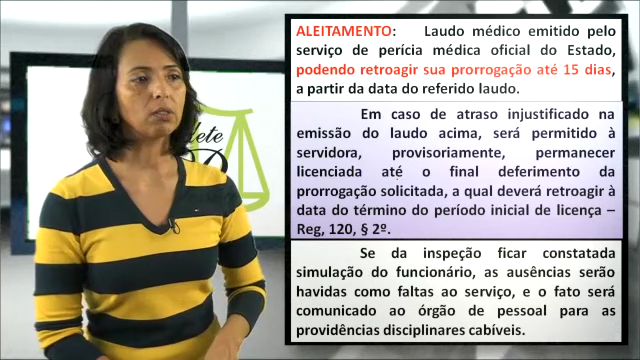 ALEITAMENTO: Laudo médico emitido pelo
serviço de perícia médica oficial do Estado,
podendo retroagir sua prorrogação até 15 dias,
a partir da data do referido laudo.
Em caso de atraso injustificado na
emissão do laudo acima, será permitido à
servidora, provisoriamente, permanecer
licenciada até o final deferimento da
prorrogação solicitada, a qual deverá retroagir à
data do término do período inicial de licença –
Reg, 120, § 2º.
Se da inspeção ficar constatada
simulação do funcionário, as ausências serão
havidas como faltas ao serviço, e o fato será
comunicado ao órgão de pessoal para as
providências disciplinares cabíveis.